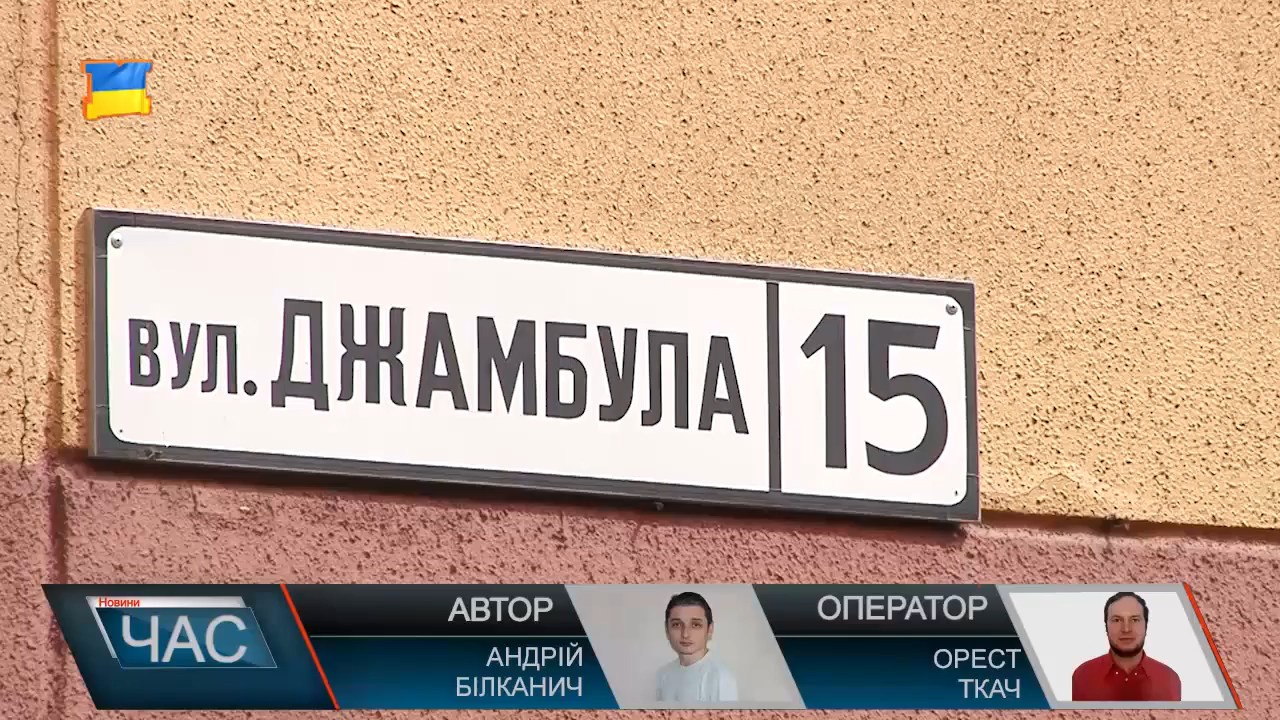 вул. ДЖАМБУЛА 15
Новини
ЧАС
АВТОР
АНДРІЙ
БІЛКАНИЧ
ОПЕРАТОР
ОРЕСТ
ТКАЧ